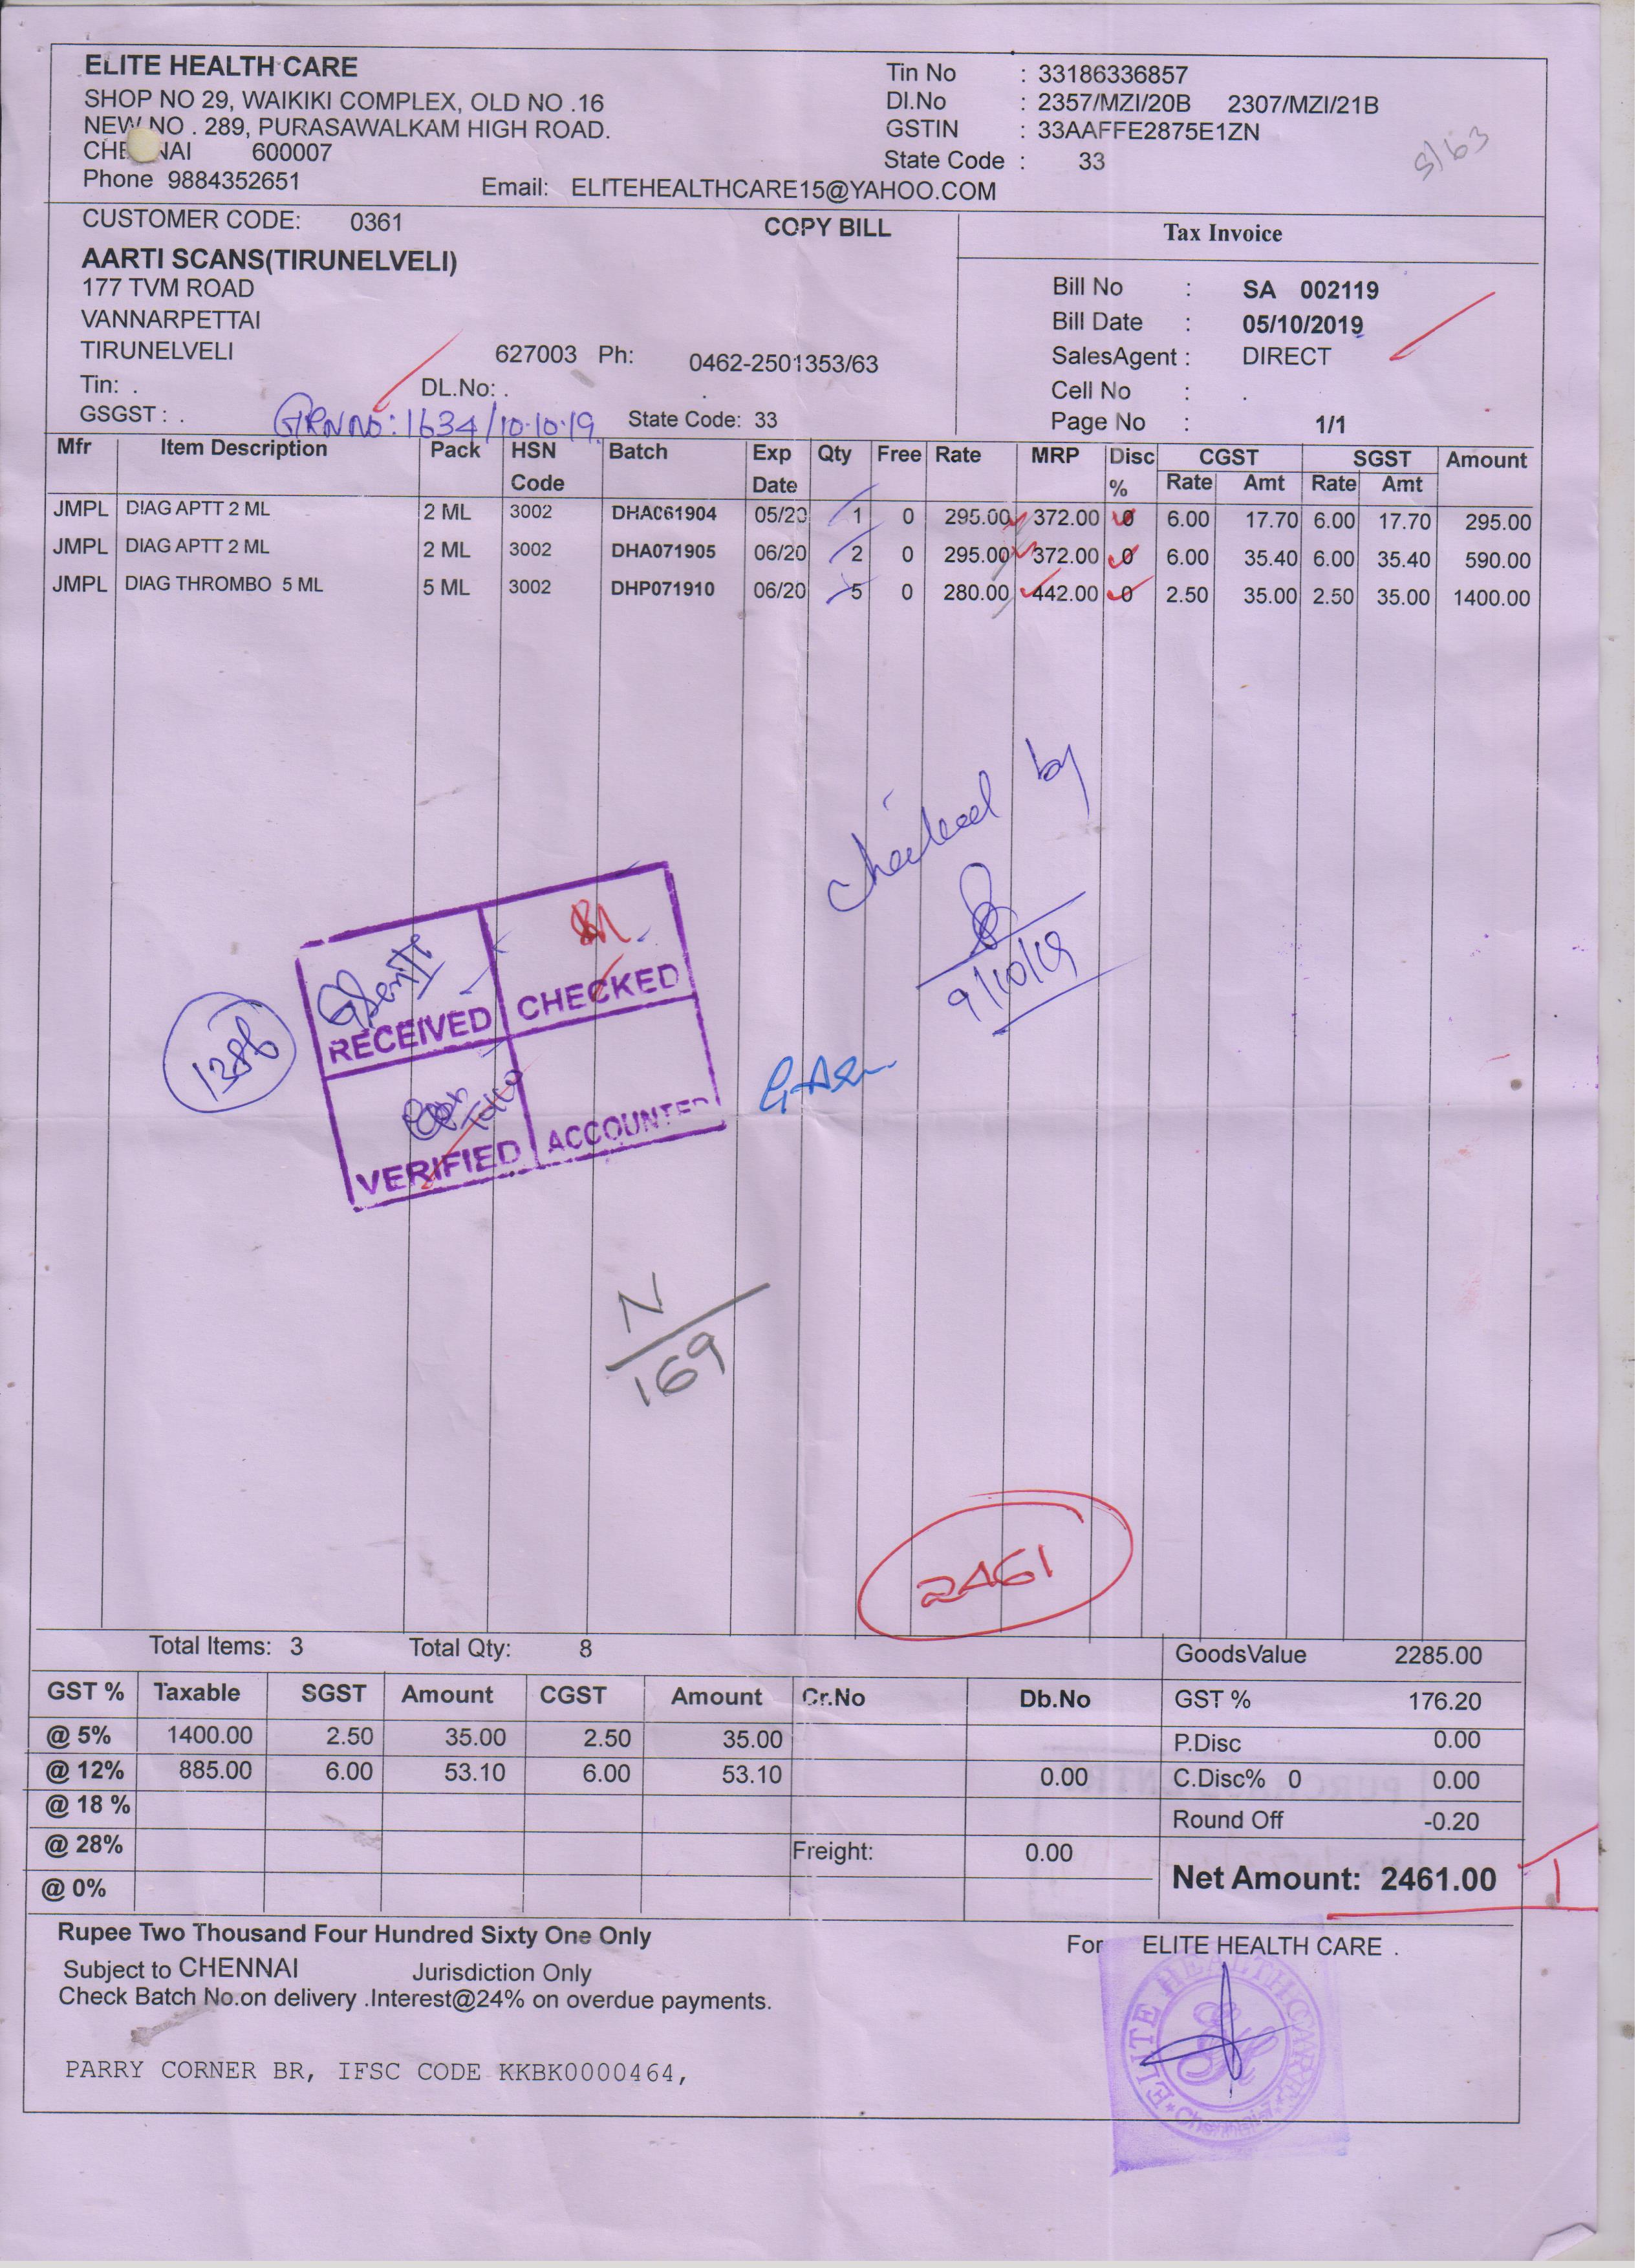 ELITE HEALTH CARE
SHOP NO 29, WAIKIKI COMPLEX, OLD NO .16
NEW NO . 289, PURASAWALKAM HIGH ROAD.
600007
Phone 9884352651
Email: ELITEHEALTHCARE15@YAHOO.COM
Tin No : 33186336857
Dl.No : 2357/MZI/20B 2307/MZI/21B
GSTIN : 33AAFFE2875E1ZN
State Code : 33
S/163
CUSTOMER CODE: 0361
COPY BILL
Tax Invoice
AARTI SCANS(TIRUNELVELI)
177 TVM ROAD
VANNARPETTAI
TIRUNELVELI 627003 Ph: 0462-2501353/63
Tin: . DL.No: . .
GSGST : . GRN NO: 1634/10.10.19 State Code: 33
Bill No : SA 002119
Bill Date : 05/10/2019
SalesAgent : DIRECT
Cell No : .
Page No : 1/1
Mfr Item Description Pack HSN Code Batch Exp Date Qty Free Rate MRP Disc % CGST Rate Amt SGST Rate Amt Amount
JMPL DIAG APTT 2 ML 2 ML 3002 DHA061904 05/20 1 0 295.00 372.00 0 6.00 17.70 6.00 17.70 295.00
JMPL DIAG APTT 2 ML 2 ML 3002 DHA071905 06/20 2 0 295.00 372.00 0 6.00 35.40 6.00 35.40 590.00
JMPL DIAG THROMBO 5 ML 5 ML 3002 DHP071910 06/20 5 0 280.00 442.00 0 2.50 35.00 2.50 35.00 1400.00
by
9/10/19
RECEIVED CHECKED
VERIFIED ACCOUNTED
1386
N
169
2461
Total Items: 3 Total Qty: 8
GoodsValue 2285.00
GST % Taxable SGST Amount CGST Amount Cr.No Db.No
GST % 176.20
@ 5% 1400.00 2.50 35.00 2.50 35.00
P.Disc 0.00
@ 12% 885.00 6.00 53.10 6.00 53.10 0.00
C.Disc% 0 0.00
@ 18 %
Round Off -0.20
@ 28%
Freight: 0.00
@ 0%
Net Amount: 2461.00
Rupee Two Thousand Four Hundred Sixty One Only
For ELITE HEALTH CARE .
Subject to CHENNAI Jurisdiction Only
Check Batch No.on delivery .Interest@24% on overdue payments.
PARRY CORNER BR, IFSC CODE KKBK0000464,
ELITE HEALTH CARE